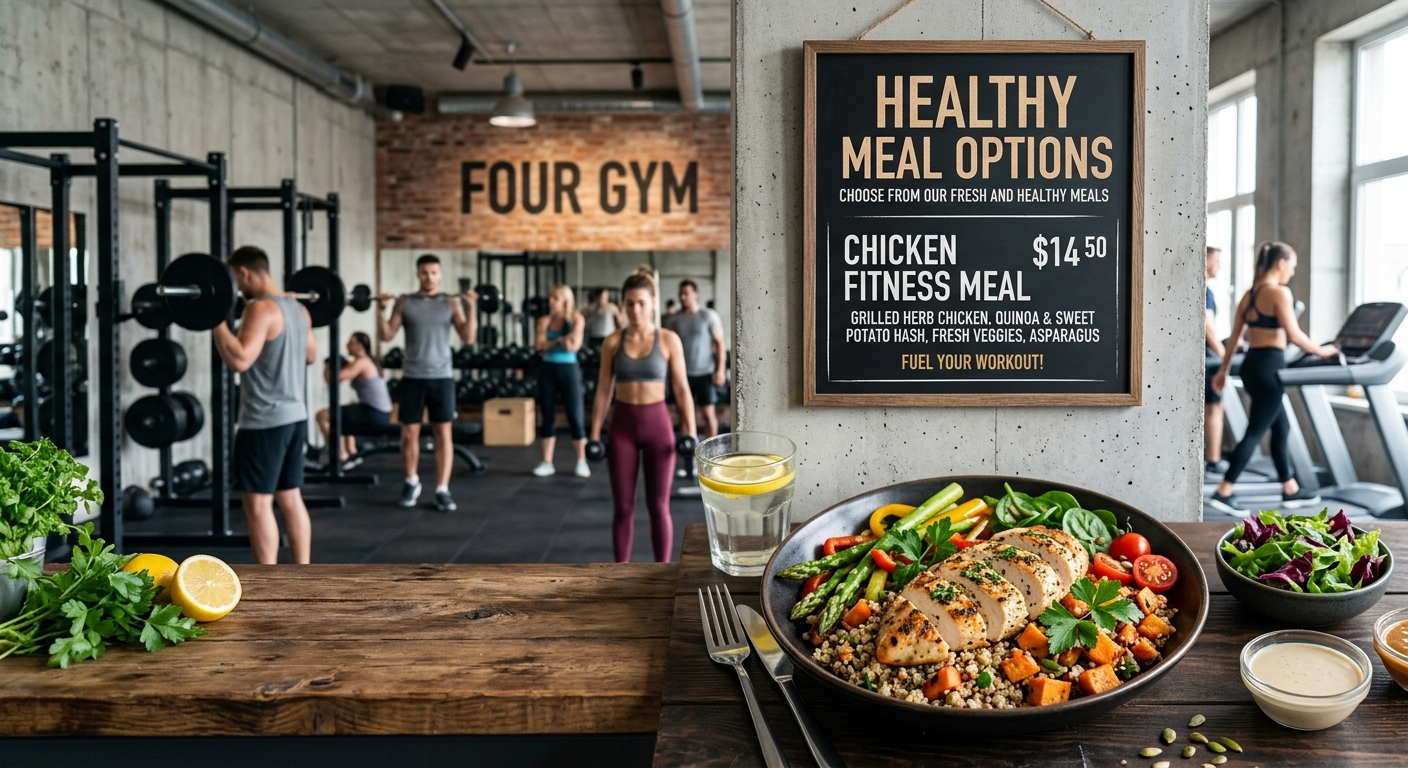 FOUR GYM
HEALTHY
MEAL OPTIONS
CHOOSE FROM OUR FRESH AND HEALTHY MEALS
CHICKEN $14 50
FITNESS MEAL
GRILLED HERB CHICKEN, QUINOA & SWEET
POTATO HASH, FRESH VEGGIES, ASPARAGUS
FUEL YOUR WORKOUT!